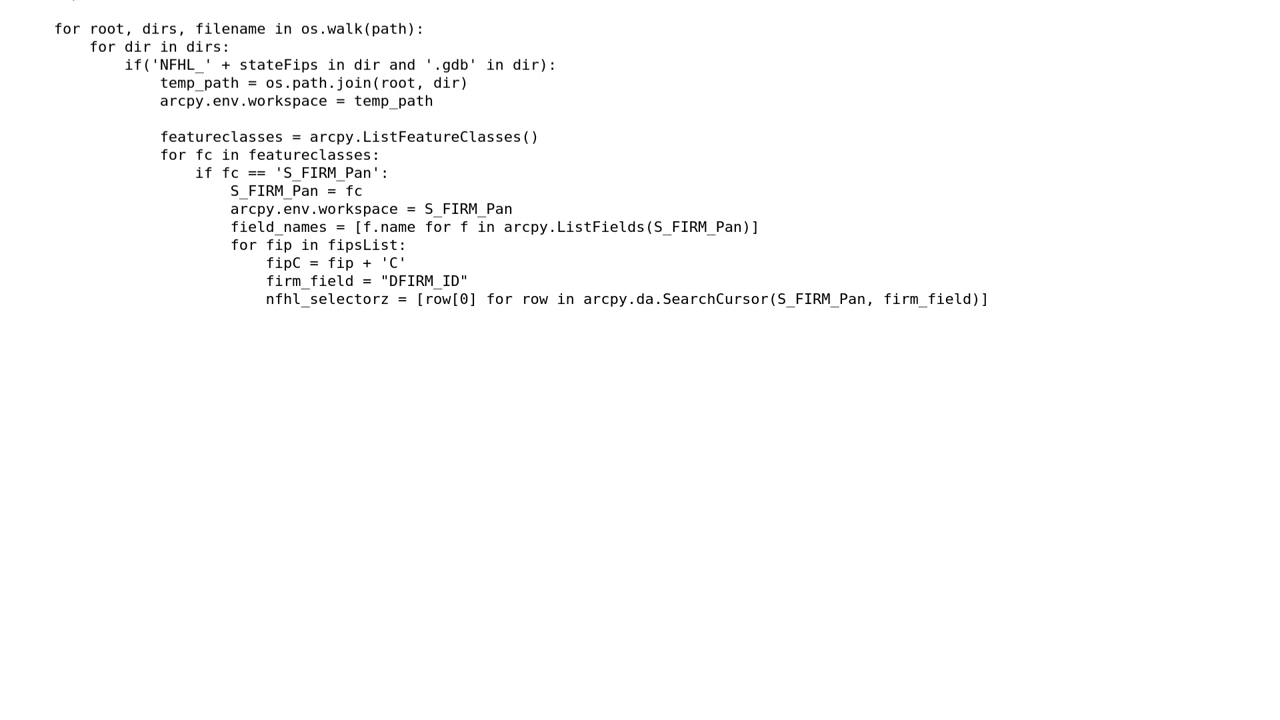 for root, dirs, filename in os.walk(path):
for dir in dirs:
if('NFHL_' + stateFips in dir and '.gdb' in dir):
temp_path = os.path.join(root, dir)
arcpy.env.workspace = temp_path
featureclasses = arcpy.ListFeatureClasses()
for fc in featureclasses:
if fc == 'S_FIRM_Pan':
S_FIRM_Pan = fc
arcpy.env.workspace = S_FIRM_Pan
field_names = [f.name for f in arcpy.ListFields(S_FIRM_Pan)]
for fip in fipsList:
fipC = fip + 'C'
firm_field = "DFIRM_ID"
nfhl_selectorz = [row[0] for row in arcpy.da.SearchCursor(S_FIRM_Pan, firm_field)]